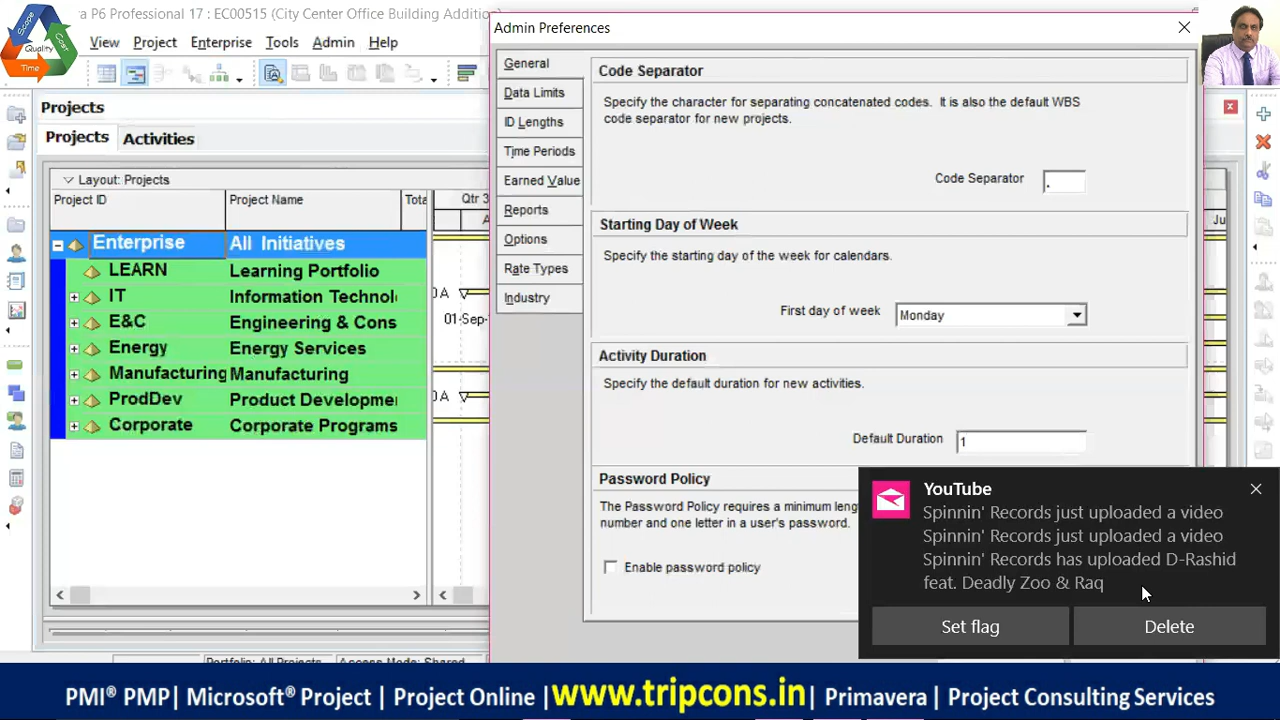 ra P6 Professional 17 : EC00515 (City Center Office Building Addition)
View Project Enterprise Tools Admin Help
Scope
Quality
Cost
Time
Projects
Projects Activities
Layout: Projects
Project ID Project Name Tota Qtr 3
Enterprise All Initiatives
LEARN Learning Portfolio
IT Information Technol
E&C Engineering & Cons
Energy Energy Services
Manufacturing Manufacturing
ProdDev Product Developme
Corporate Corporate Programs
01-Sep-
Portfolio: All Projects Access Mode: Shared
Admin Preferences
General
Data Limits
ID Lengths
Time Periods
Earned Value
Reports
Options
Rate Types
Industry
Code Separator
Specify the character for separating concatenated codes. It is also the default WBS
code separator for new projects.
Code Separator .
Starting Day of Week
Specify the starting day of the week for calendars.
First day of week Monday
Activity Duration
Specify the default duration for new activities.
Default Duration 1
Password Policy
The Password Policy requires a minimum leng
number and one letter in a user's password.
Enable password policy
Ju
YouTube
Spinnin' Records just uploaded a video
Spinnin' Records just uploaded a video
Spinnin' Records has uploaded D-Rashid
feat. Deadly Zoo & Raq
Set flag Delete
PMI® PMP| Microsoft® Project | Project Online |www.tripcons.in| Primavera | Project Consulting Services